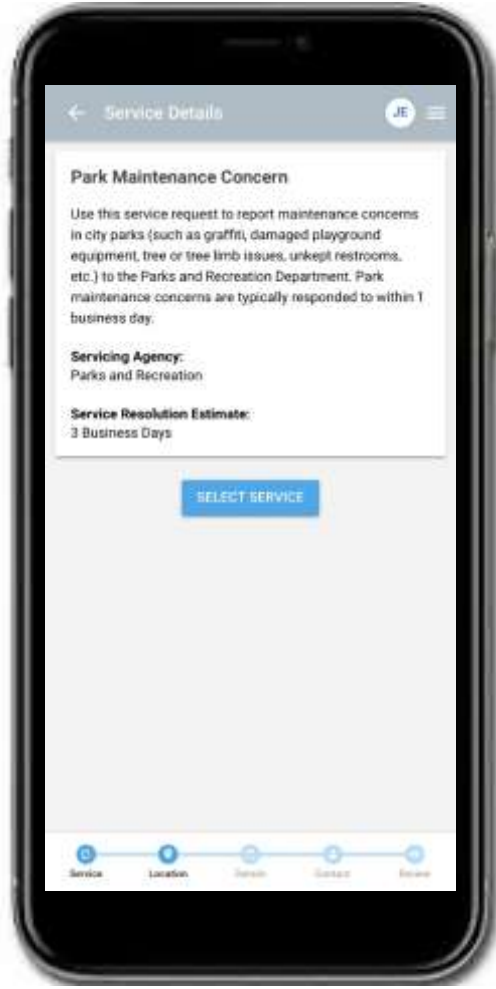 Service Details
JE
Park Maintenance Concern
Use this service request to report maintenance concerns
in city parks (such as graffiti, damaged playground
equipment, tree or tree limb issues, unkept restrooms,
etc.) to the Parks and Recreation Department. Park
maintenance concerns are typically responded to within 1
business day.
Servicing Agency:
Parks and Recreation
Service Resolution Estimate:
3 Business Days
SELECT SERVICE
Service Location Details Contact Review